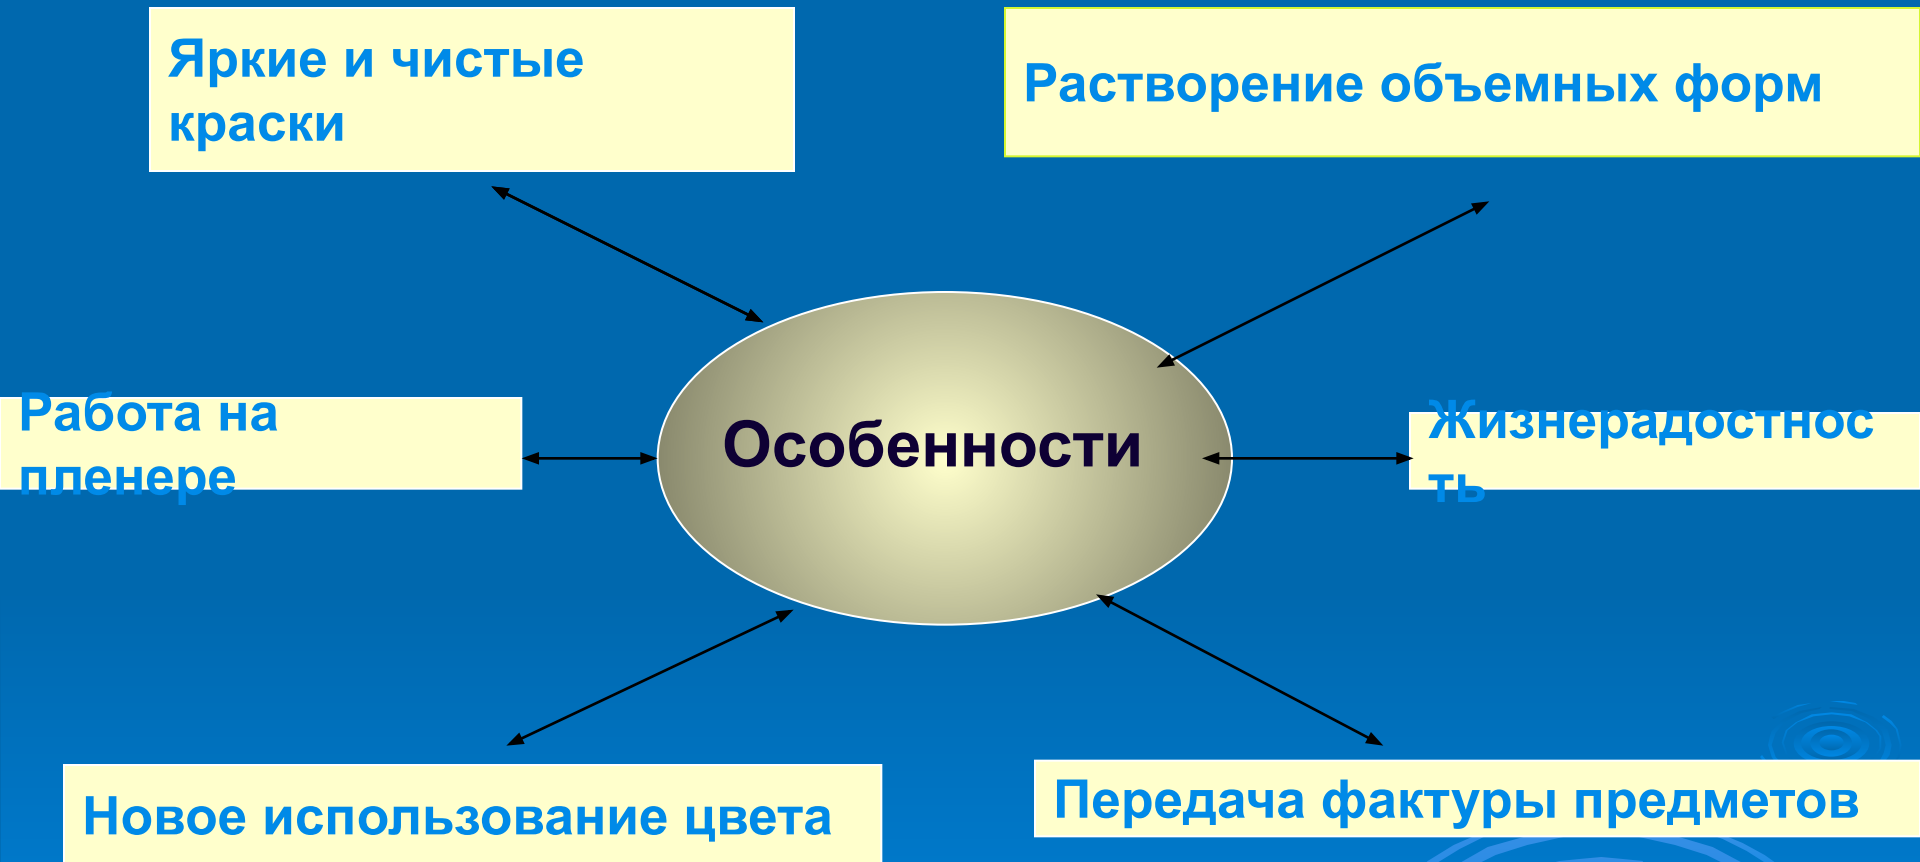 Яркие и чистые
краски
Растворение объемных форм
Работа на
пленере
Особенности
Жизнерадостнос
ть
Новое использование цвета
Передача фактуры предметов